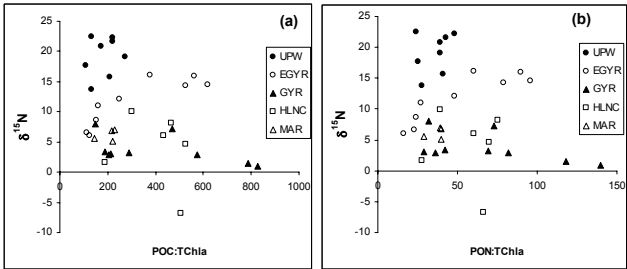 (a)
δ¹⁵N
25
20
15
10
5
0
-5
-10
0 200 400 600 800 1000
POC:TChla
UPW
EGYR
GYR
HLNC
MAR
(b)
δ¹⁵N
25
20
15
10
5
0
-5
-10
0 50 100 150
PON:TChla
UPW
EGYR
GYR
HLNC
MAR